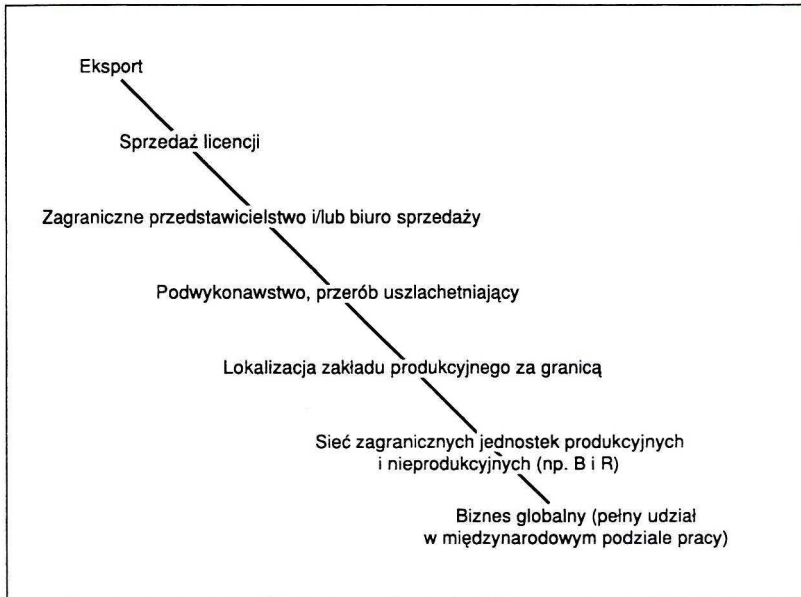 Eksport
Sprzedaż licencji
Zagraniczne przedstawicielstwo i/lub biuro sprzedaży
Podwykonawstwo, przerób uszlachetniający
Lokalizacja zakładu produkcyjnego za granicą
Sieć zagranicznych jednostek produkcyjnych
i nieprodukcyjnych (np. B i R)
Biznes globalny (pełny udział
w międzynarodowym podziale pracy)